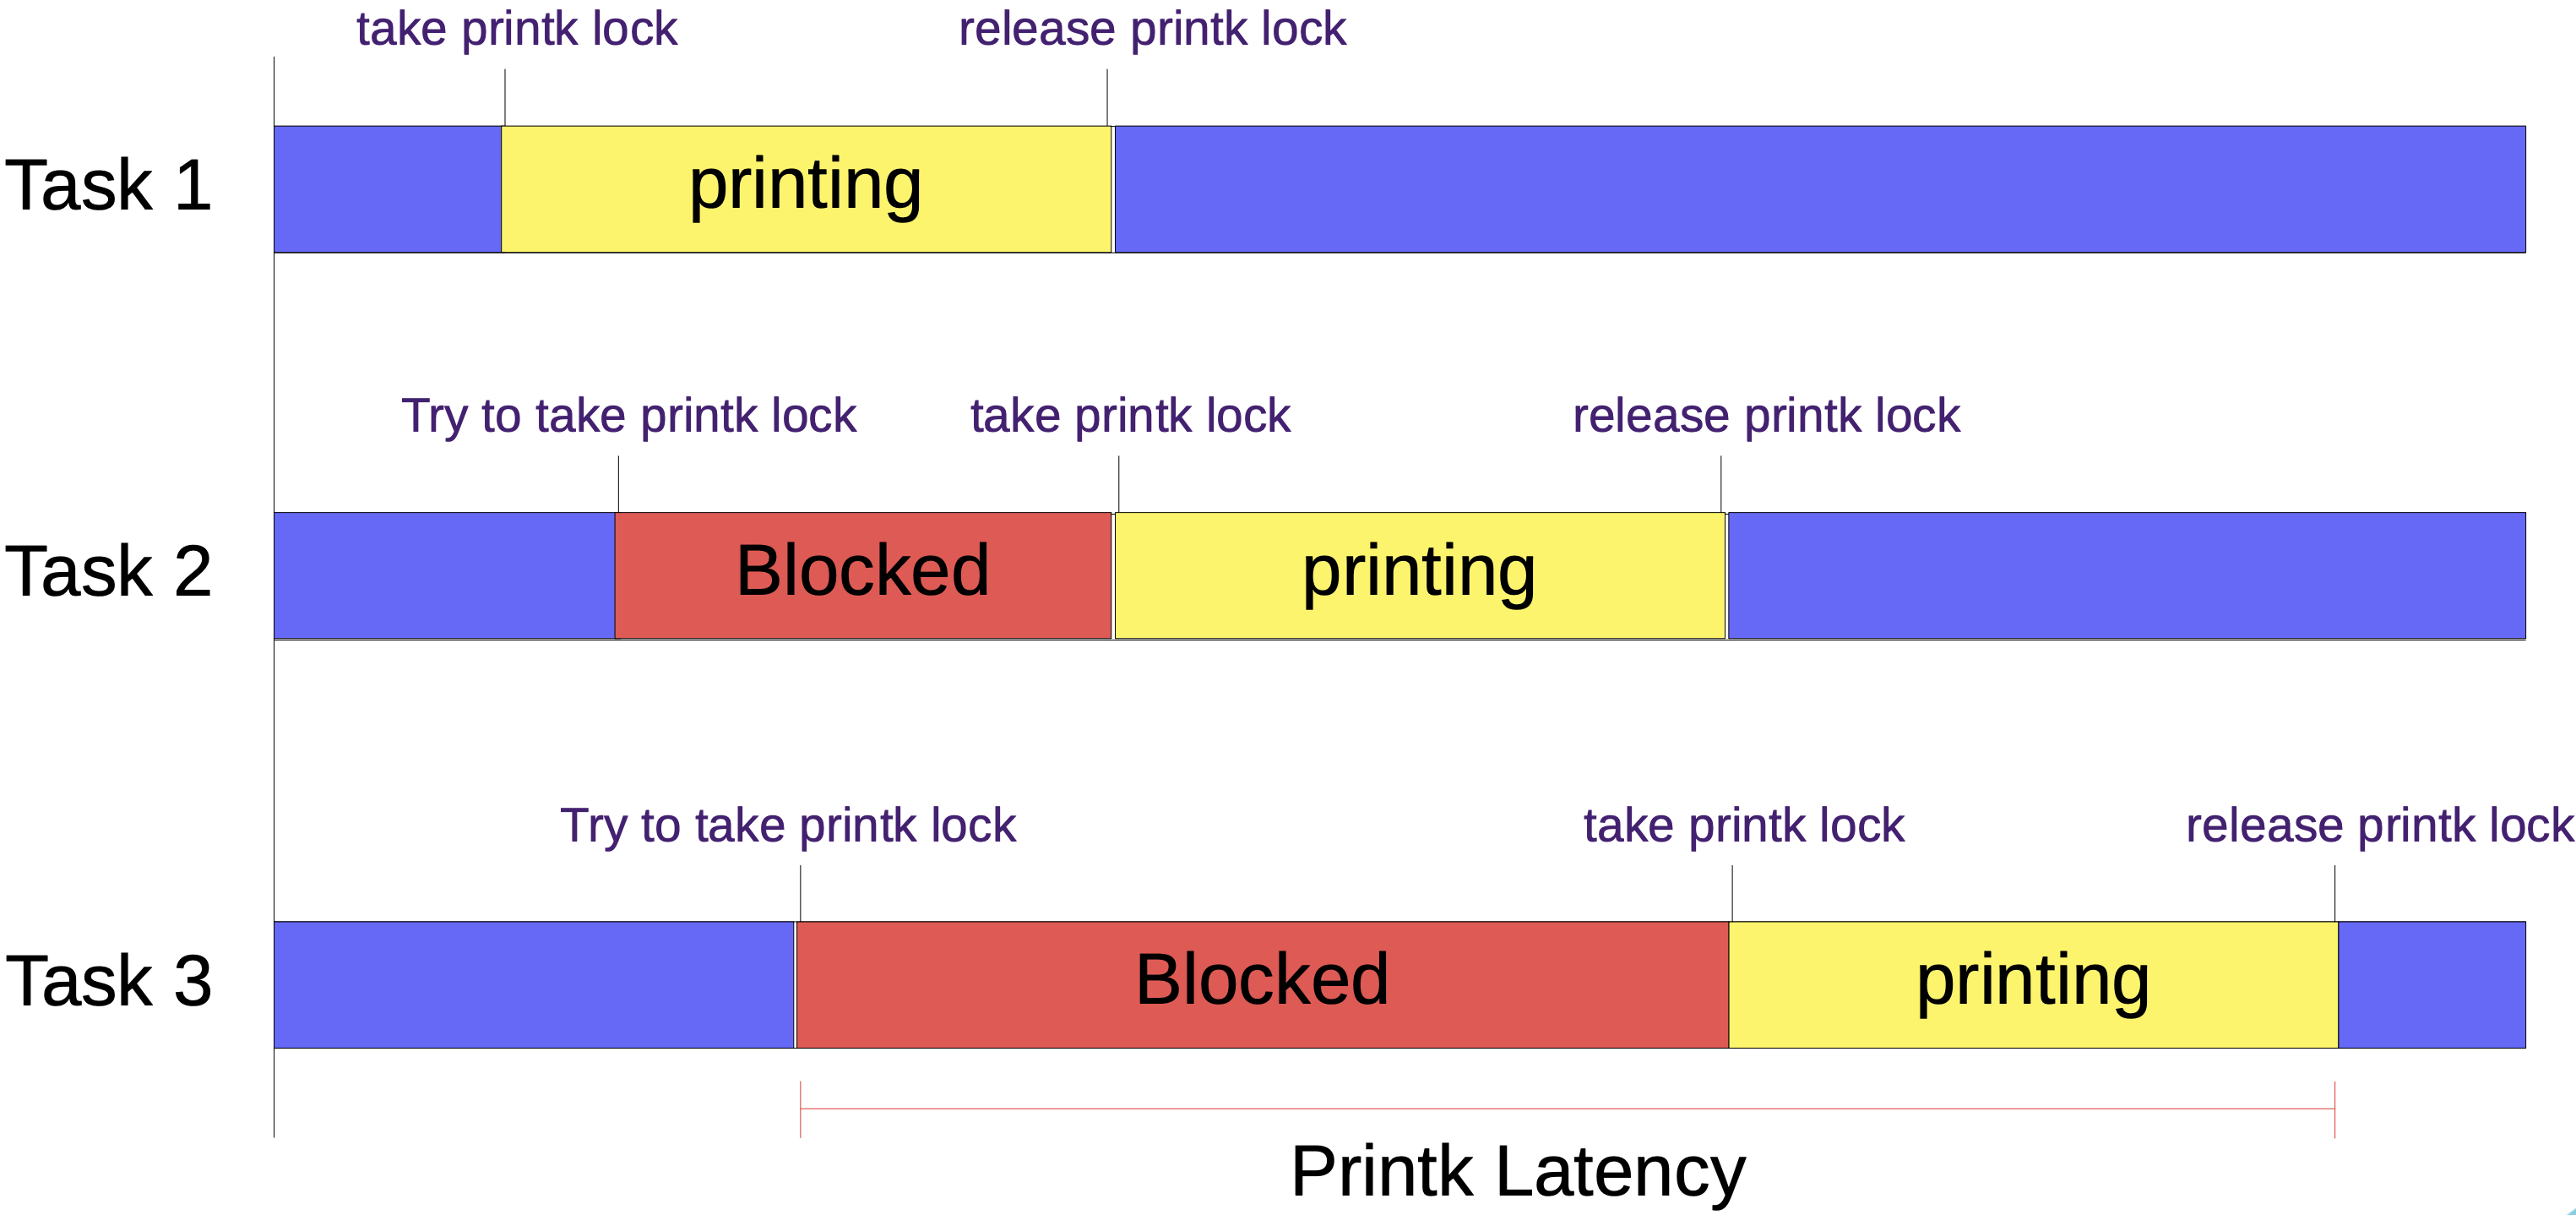 take printk lock
release printk lock
Task 1
printing
Try to take printk lock
take printk lock
release printk lock
Task 2
Blocked
printing
Try to take printk lock
take printk lock
release printk lock
Task 3
Blocked
printing
Printk Latency